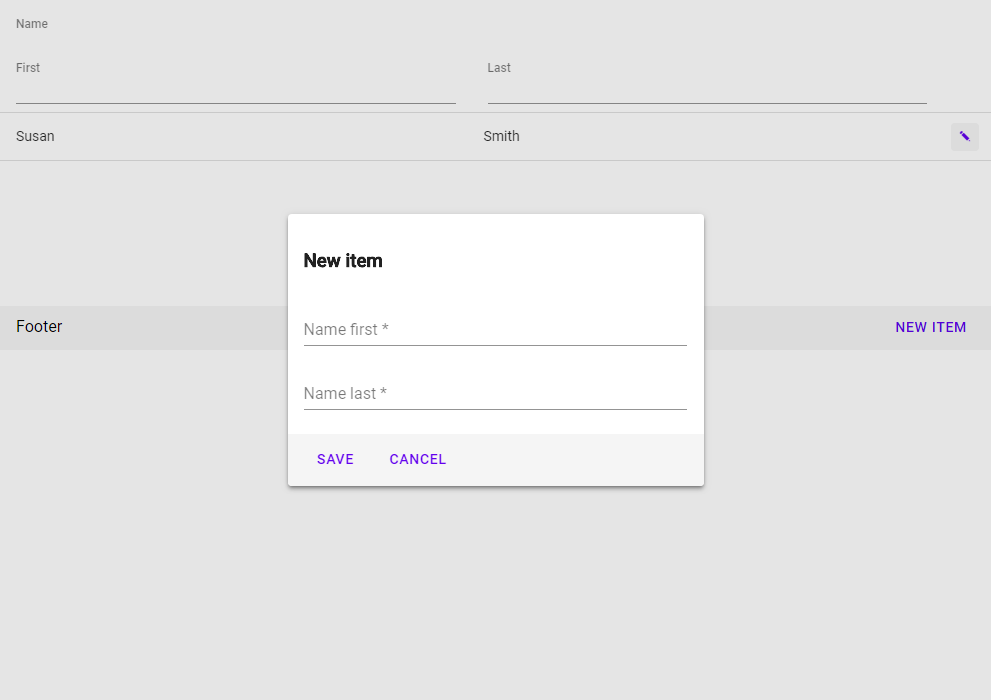 Name
First Last
Susan Smith
New item
Name first *
Footer NEW ITEM
Name last *
SAVE CANCEL